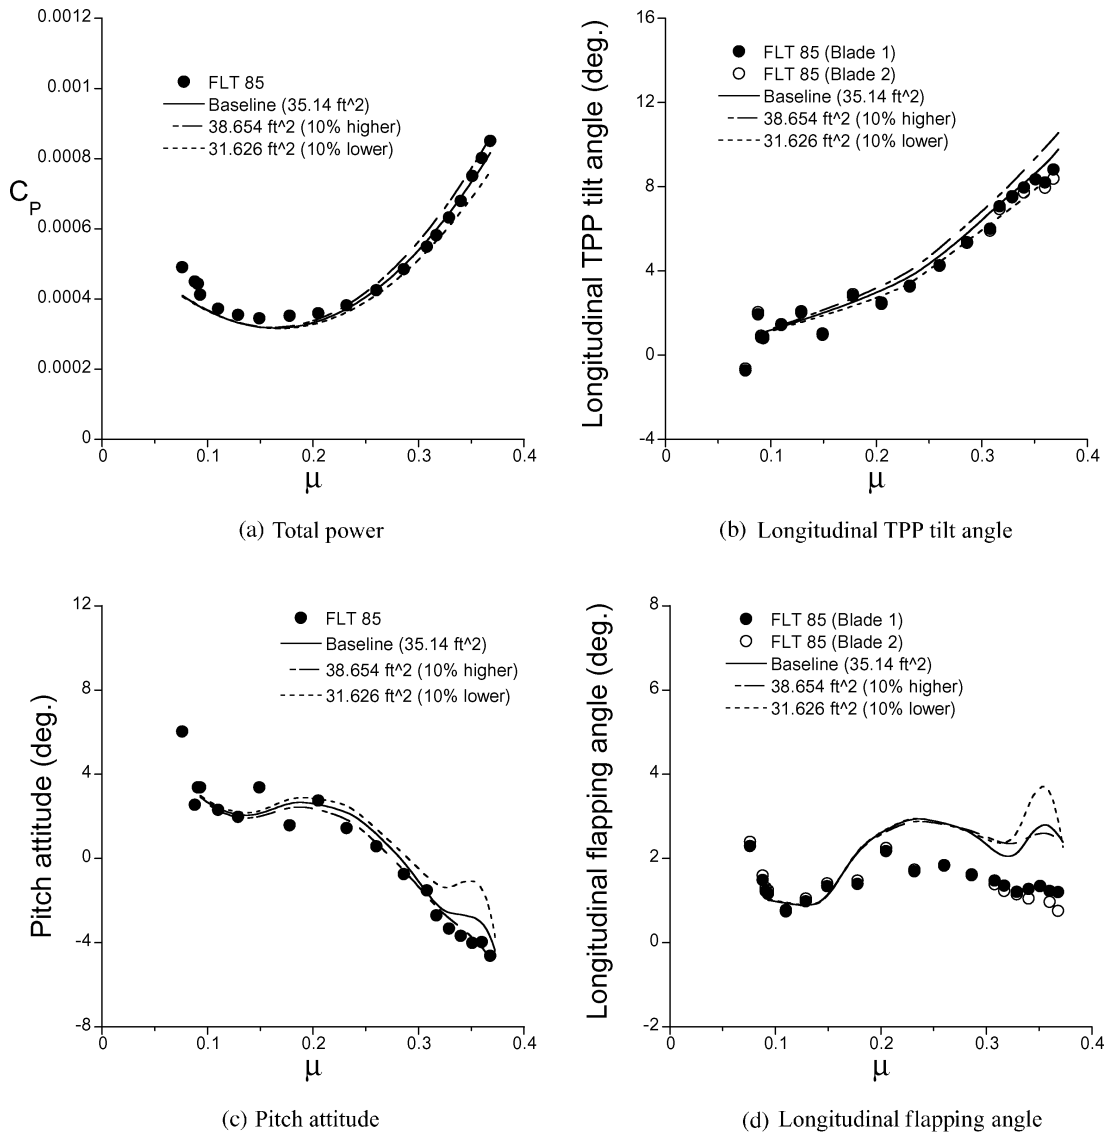 0.0012
0.001
0.0008
0.0006
0.0004
0.0002
0
C_P
FLT 85
Baseline (35.14 ft^2)
38.654 ft^2 (10% higher)
31.626 ft^2 (10% lower)
0 0.1 0.2 0.3 0.4
μ
(a) Total power
16
12
8
4
0
-4
Longitudinal TPP tilt angle (deg.)
FLT 85 (Blade 1)
FLT 85 (Blade 2)
Baseline (35.14 ft^2)
38.654 ft^2 (10% higher)
31.626 ft^2 (10% lower)
0 0.1 0.2 0.3 0.4
μ
(b) Longitudinal TPP tilt angle
12
8
4
0
-4
-8
Pitch attitude (deg.)
FLT 85
Baseline (35.14 ft^2)
38.654 ft^2 (10% higher)
31.626 ft^2 (10% lower)
0 0.1 0.2 0.3 0.4
μ
(c) Pitch attitude
8
6
4
2
0
-2
Longitudinal flapping angle (deg.)
FLT 85 (Blade 1)
FLT 85 (Blade 2)
Baseline (35.14 ft^2)
38.654 ft^2 (10% higher)
31.626 ft^2 (10% lower)
0 0.1 0.2 0.3 0.4
μ
(d) Longitudinal flapping angle